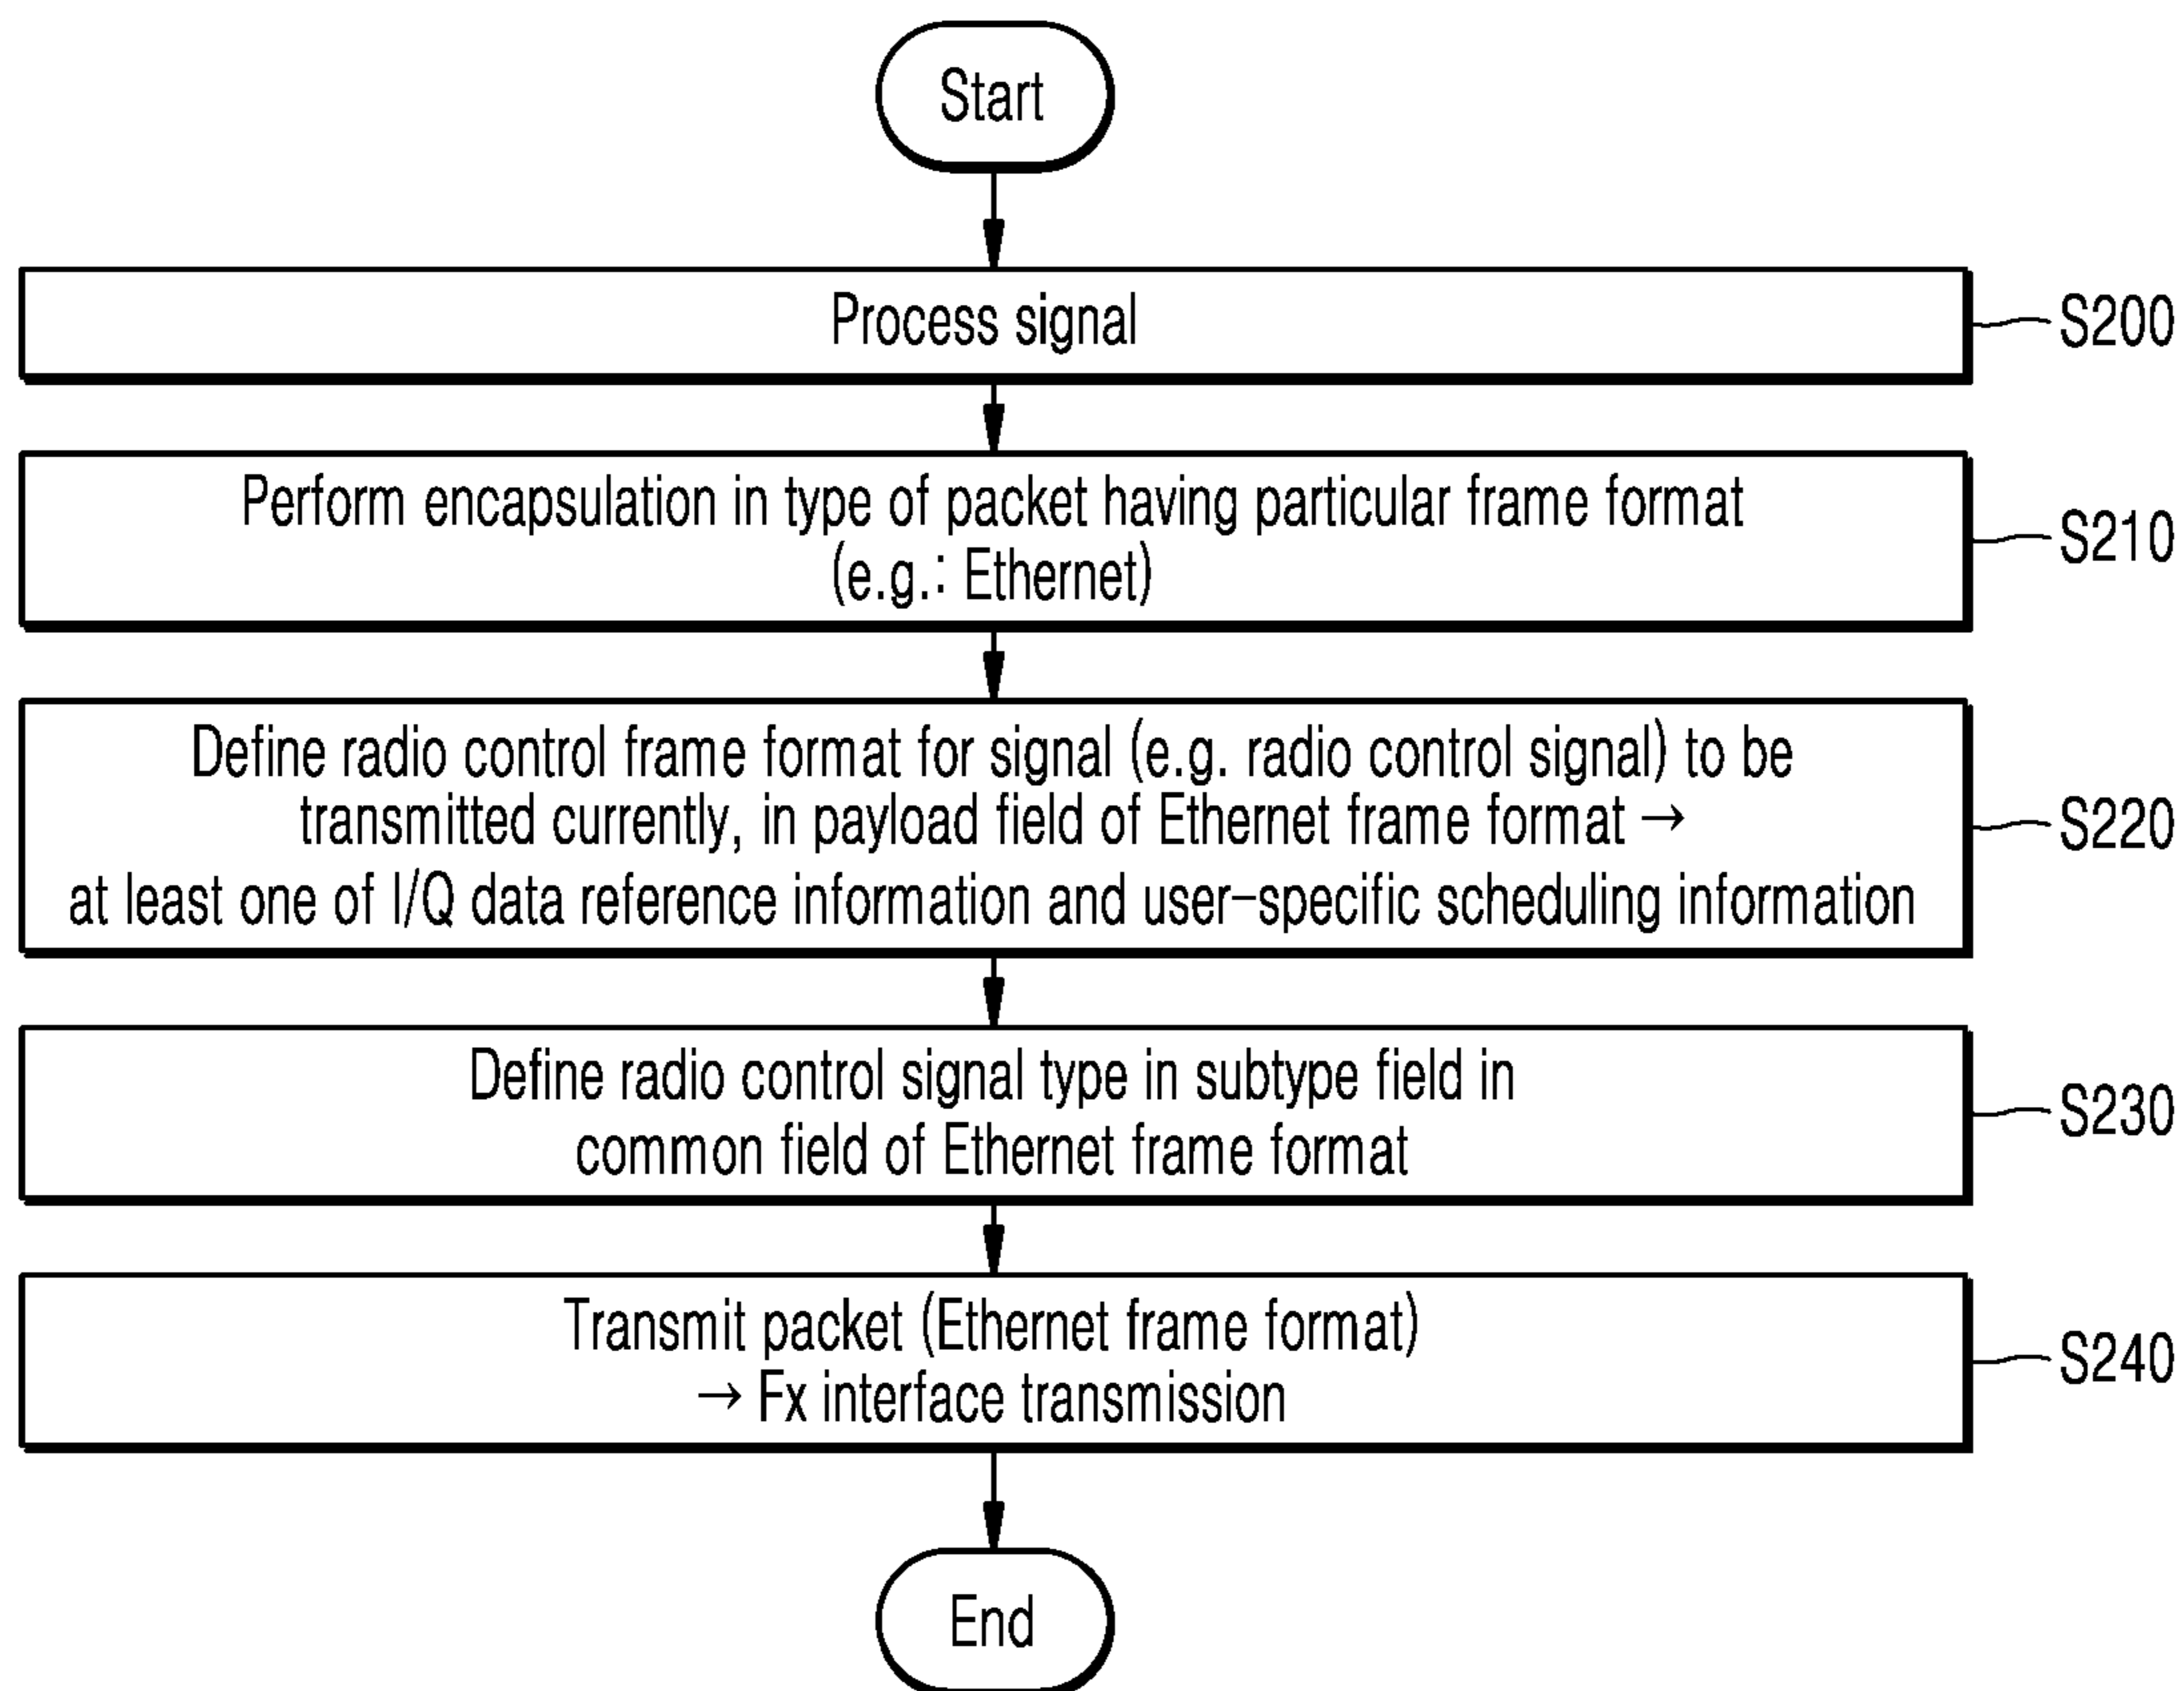 Start
Process signal
S200
Perform encapsulation in type of packet having particular frame format
(e.g.: Ethernet)
S210
Define radio control frame format for signal (e.g. radio control signal) to be
transmitted currently, in payload field of Ethernet frame format →
at least one of I/Q data reference information and user-specific scheduling information
S220
Define radio control signal type in subtype field in
common field of Ethernet frame format
S230
Transmit packet (Ethernet frame format)
→ Fx interface transmission
S240
End